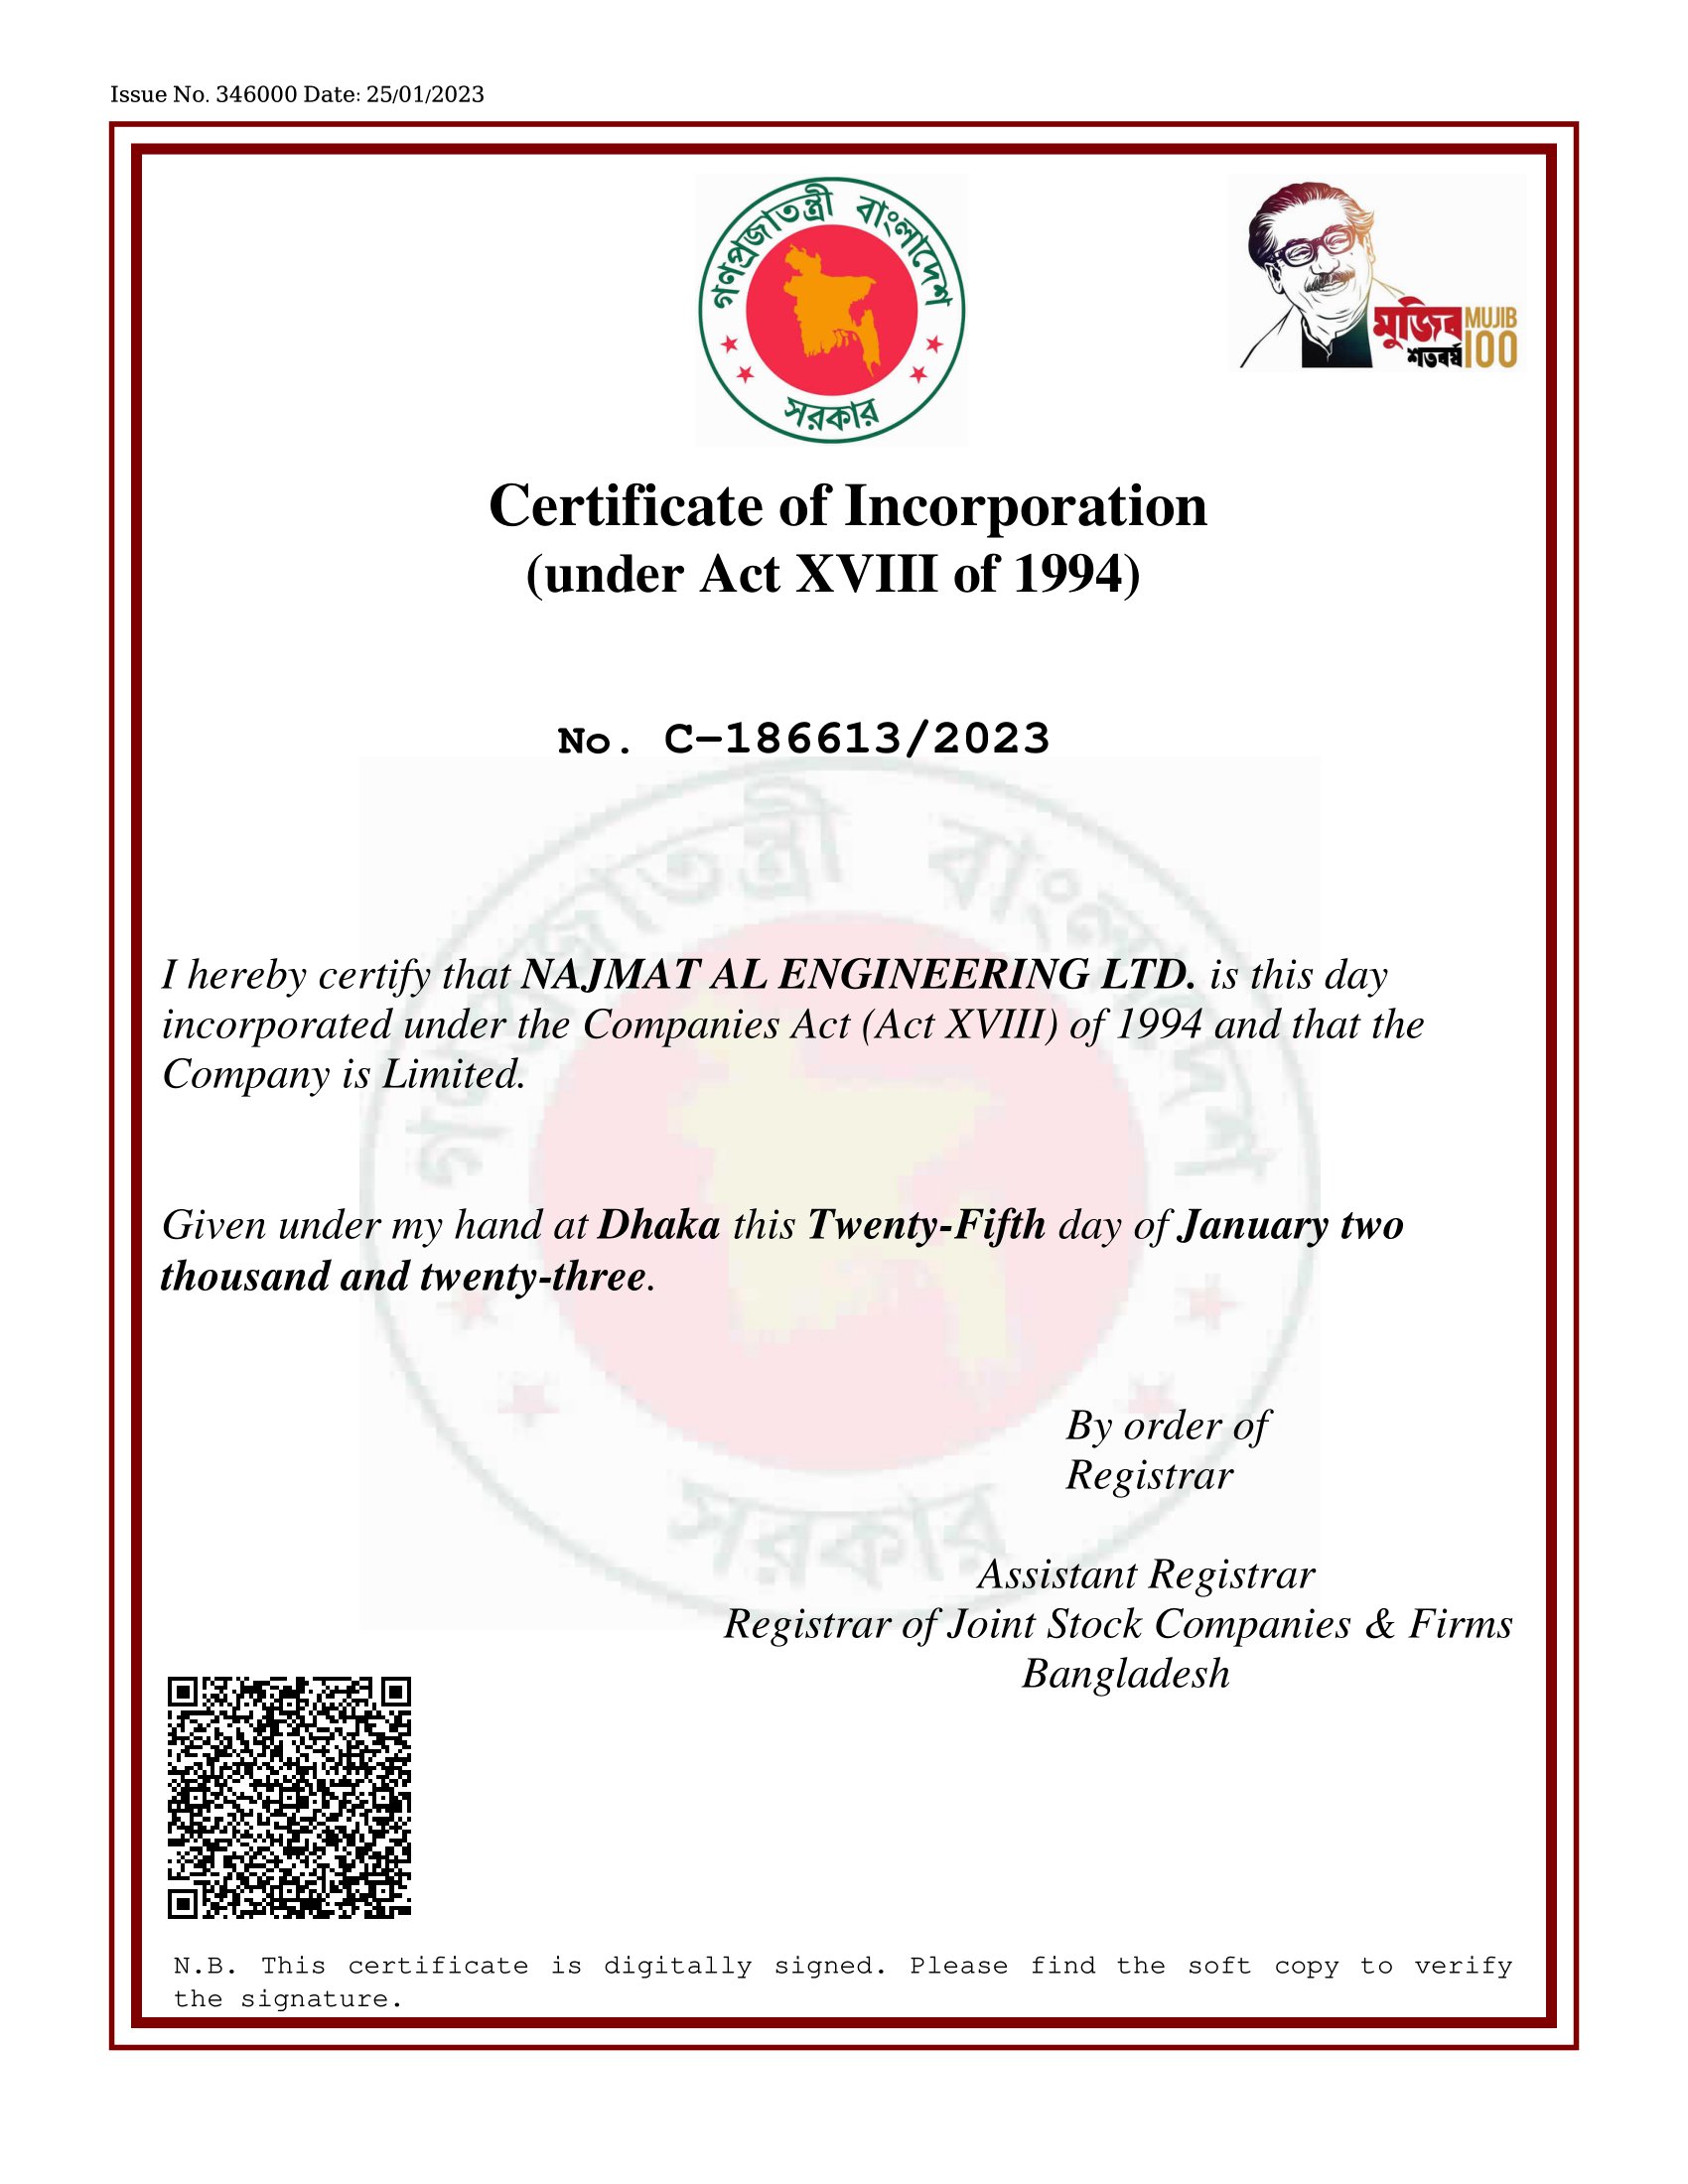 Issue No. 346000 Date: 25/01/2023
গণপ্রজাতন্ত্রী বাংলাদেশ
সরকার
মুজিব MUJIB
শতবর্ষ 100
Certificate of Incorporation
(under Act XVIII of 1994)
No. C-186613/2023
I hereby certify that NAJMAT AL ENGINEERING LTD. is this day
incorporated under the Companies Act (Act XVIII) of 1994 and that the
Company is Limited.
Given under my hand at Dhaka this Twenty-Fifth day of January two
thousand and twenty-three.
By order of
Registrar
Assistant Registrar
Registrar of Joint Stock Companies & Firms
Bangladesh
N.B. This certificate is digitally signed. Please find the soft copy to verify
the signature.
গণপ্রজাতন্ত্রী বাংলাদেশ
সরকার